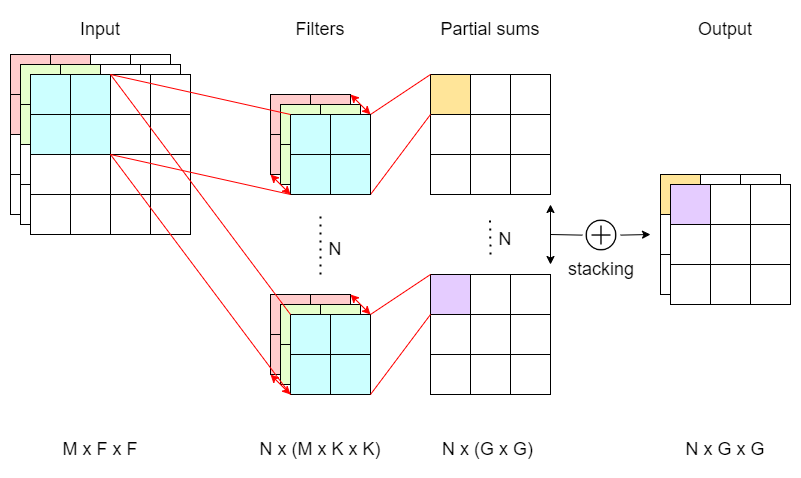 Input
Filters
Partial sums
Output
N
N
stacking
M x F x F
N x (M x K x K)
N x (G x G)
N x G x G